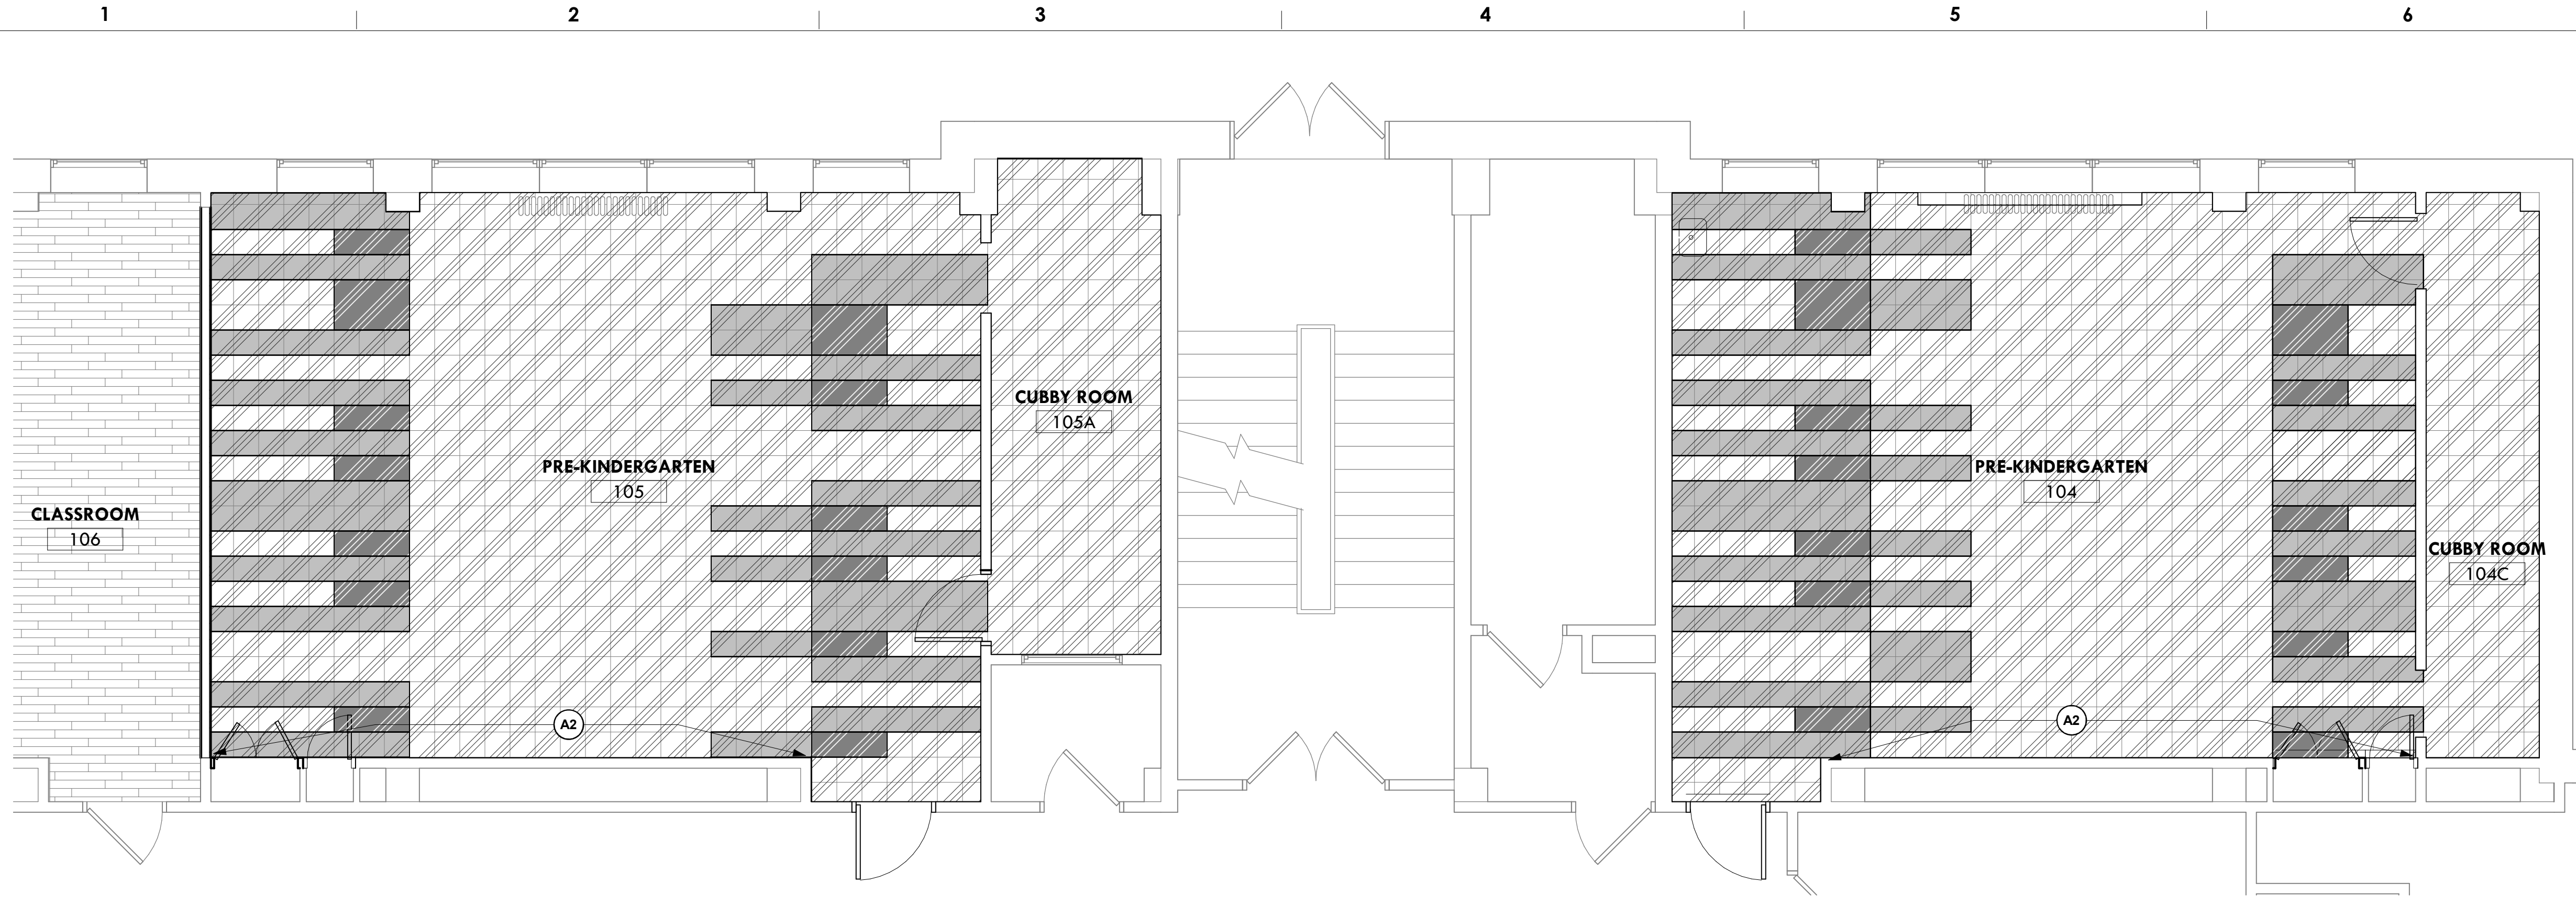 1
2
3
4
5
6
CUBBY ROOM
105A
PRE-KINDERGARTEN
105
PRE-KINDERGARTEN
104
CLASSROOM
106
CUBBY ROOM
104C
A2
A2